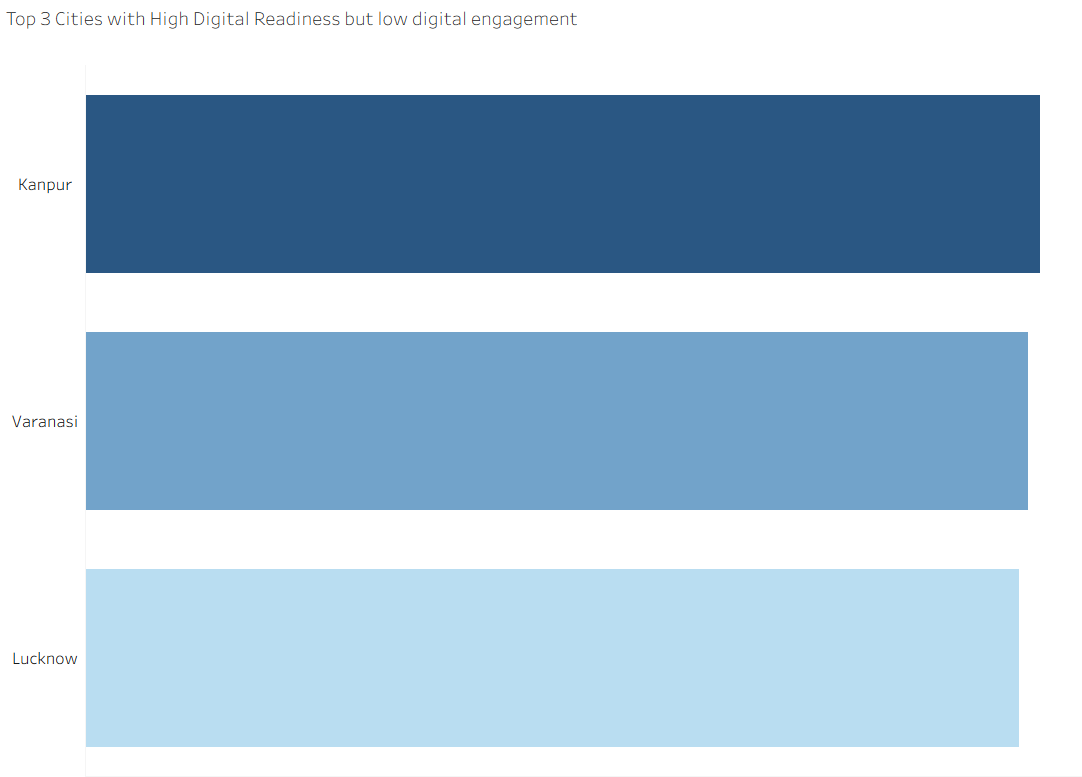 Top 3 Cities with High Digital Readiness but low digital engagement
Kanpur
Varanasi
Lucknow